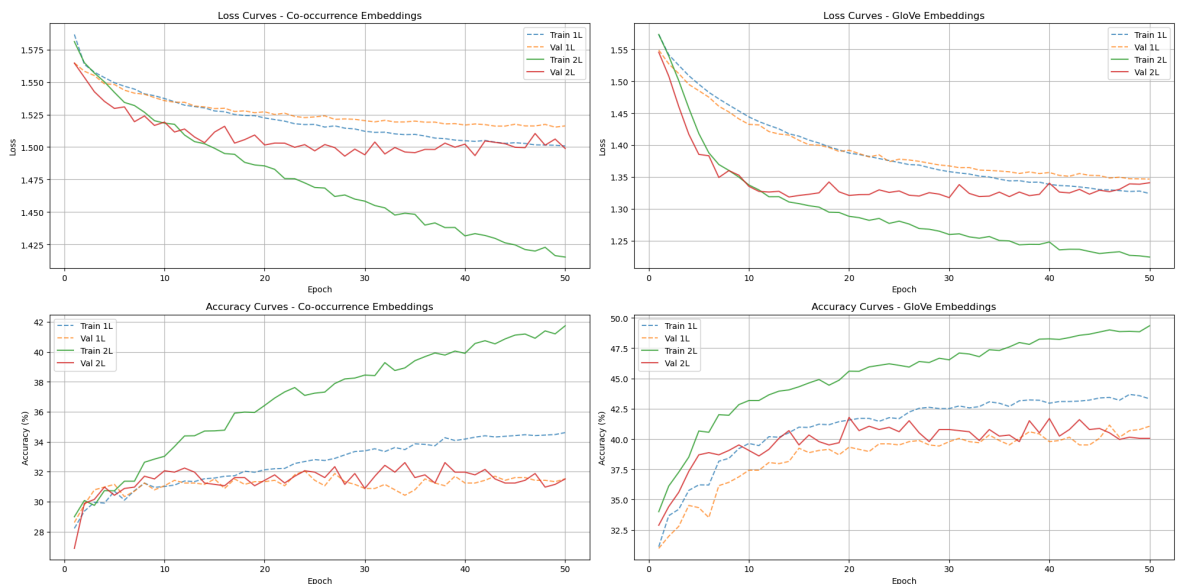 Loss Curves - Co-occurrence Embeddings
Loss
1.575
1.550
1.525
1.500
1.475
1.450
1.425
0 10 20 30 40 50
Epoch
Train 1L
Val 1L
Train 2L
Val 2L
Loss Curves - GloVe Embeddings
Loss
1.55
1.50
1.45
1.40
1.35
1.30
1.25
0 10 20 30 40 50
Epoch
Train 1L
Val 1L
Train 2L
Val 2L
Accuracy Curves - Co-occurrence Embeddings
Accuracy (%)
42
40
38
36
34
32
30
28
0 10 20 30 40 50
Epoch
Train 1L
Val 1L
Train 2L
Val 2L
Accuracy Curves - GloVe Embeddings
Accuracy (%)
50.0
47.5
45.0
42.5
40.0
37.5
35.0
32.5
0 10 20 30 40 50
Epoch
Train 1L
Val 1L
Train 2L
Val 2L